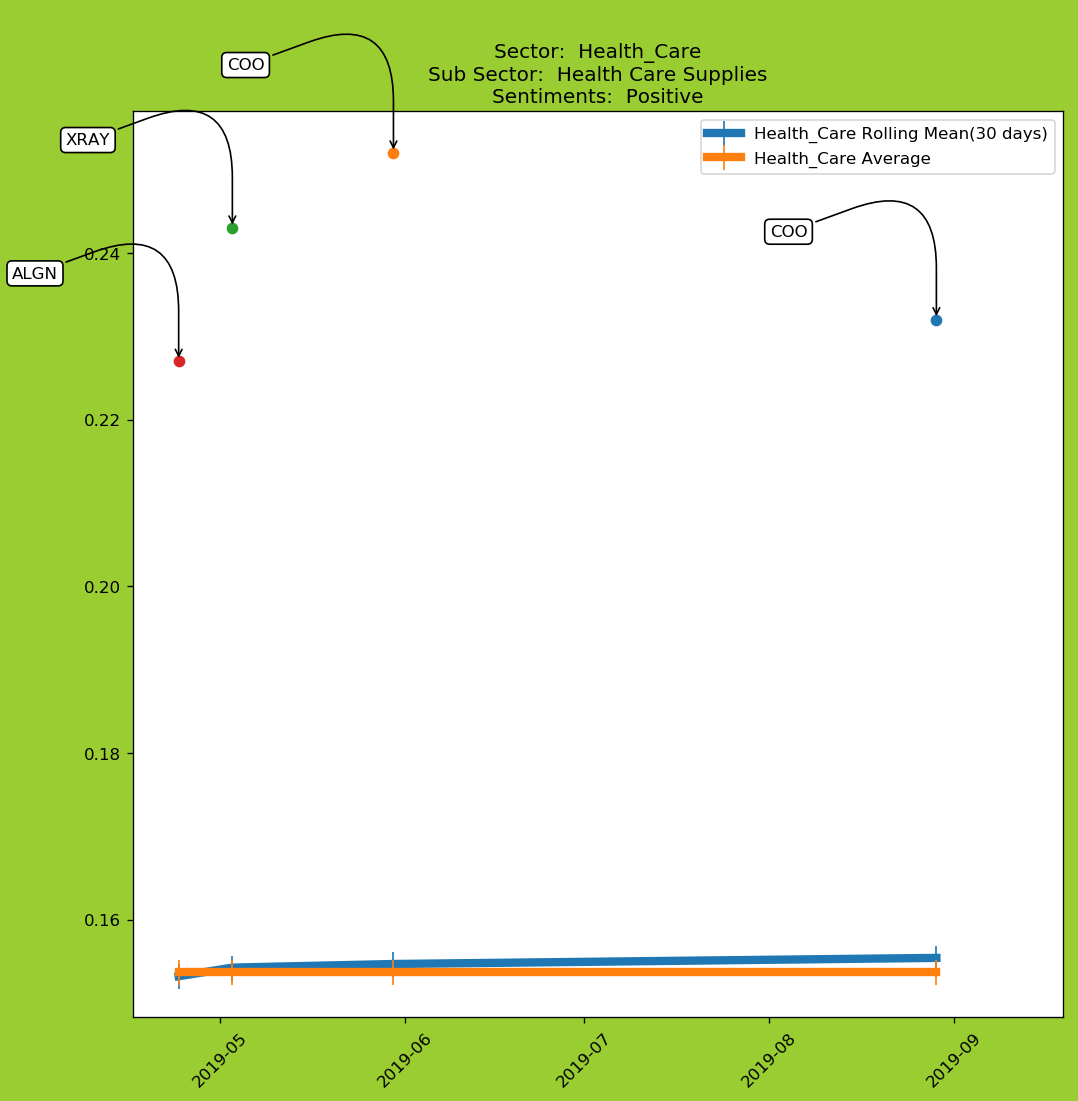 COO
Sector:  Health_Care
Sub Sector:  Health Care Supplies
Sentiments:  Positive
XRAY
Health_Care Rolling Mean(30 days)
Health_Care Average
COO
ALGN
0.24
0.22
0.20
0.18
0.16
2019-05
2019-06
2019-07
2019-08
2019-09